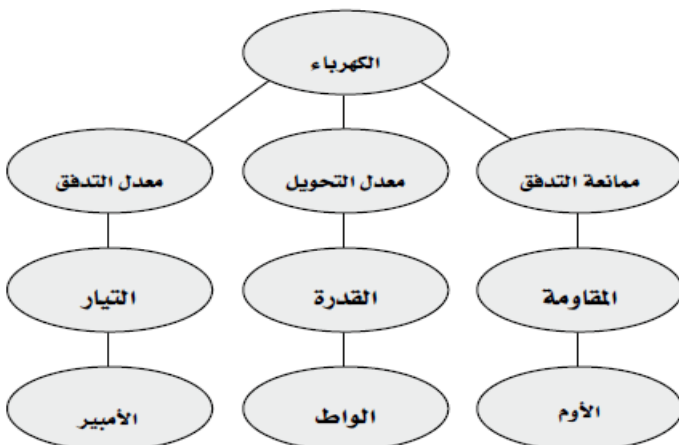 الكهرباء
ممانعة التدفق
معدل التحويل
معدل التدفق
المقاومة
القدرة
التيار
الأوم
الواط
الأمبير